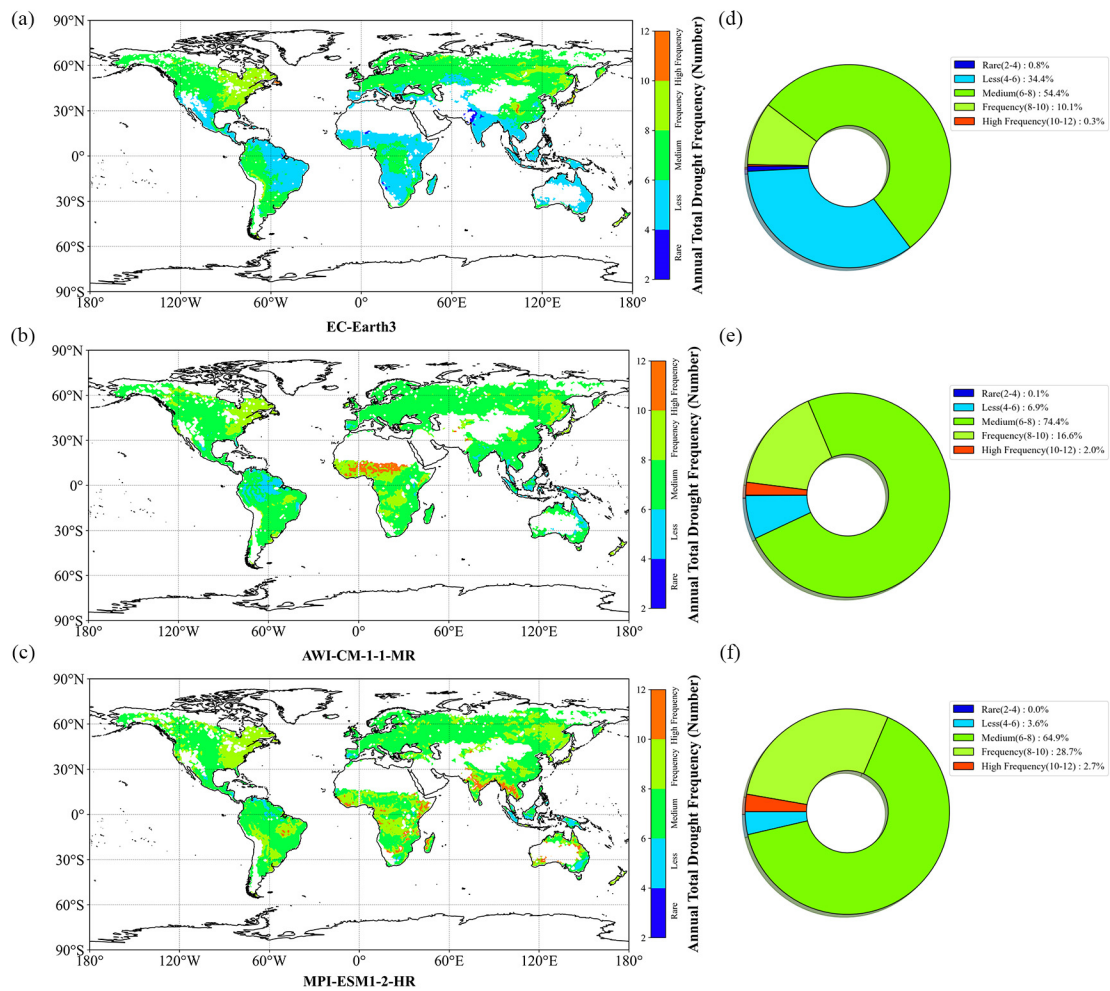 (a)
90°N
60°N
30°N
0°
30°S
60°S
90°S
180°
120°W
60°W
0°
60°E
120°E
180°
EC-Earth3
12
10
8
6
4
2
High Frequency
Frequency
Medium
Less
Rare
Annual Total Drought Frequency (Number)
(d)
Rare(2-4) : 0.8%
Less(4-6) : 34.4%
Medium(6-8) : 54.4%
Frequency(8-10) : 10.1%
High Frequency(10-12) : 0.3%
(b)
90°N
60°N
30°N
0°
30°S
60°S
90°S
180°
120°W
60°W
0°
60°E
120°E
180°
AWI-CM-1-1-MR
12
10
8
6
4
2
High Frequency
Frequency
Medium
Less
Rare
Annual Total Drought Frequency (Number)
(e)
Rare(2-4) : 0.1%
Less(4-6) : 6.9%
Medium(6-8) : 74.4%
Frequency(8-10) : 16.6%
High Frequency(10-12) : 2.0%
(c)
90°N
60°N
30°N
0°
30°S
60°S
90°S
180°
120°W
60°W
0°
60°E
120°E
180°
MPI-ESM1-2-HR
12
10
8
6
4
2
High Frequency
Frequency
Medium
Less
Rare
Annual Total Drought Frequency (Number)
(f)
Rare(2-4) : 0.0%
Less(4-6) : 3.6%
Medium(6-8) : 64.9%
Frequency(8-10) : 28.7%
High Frequency(10-12) : 2.7%